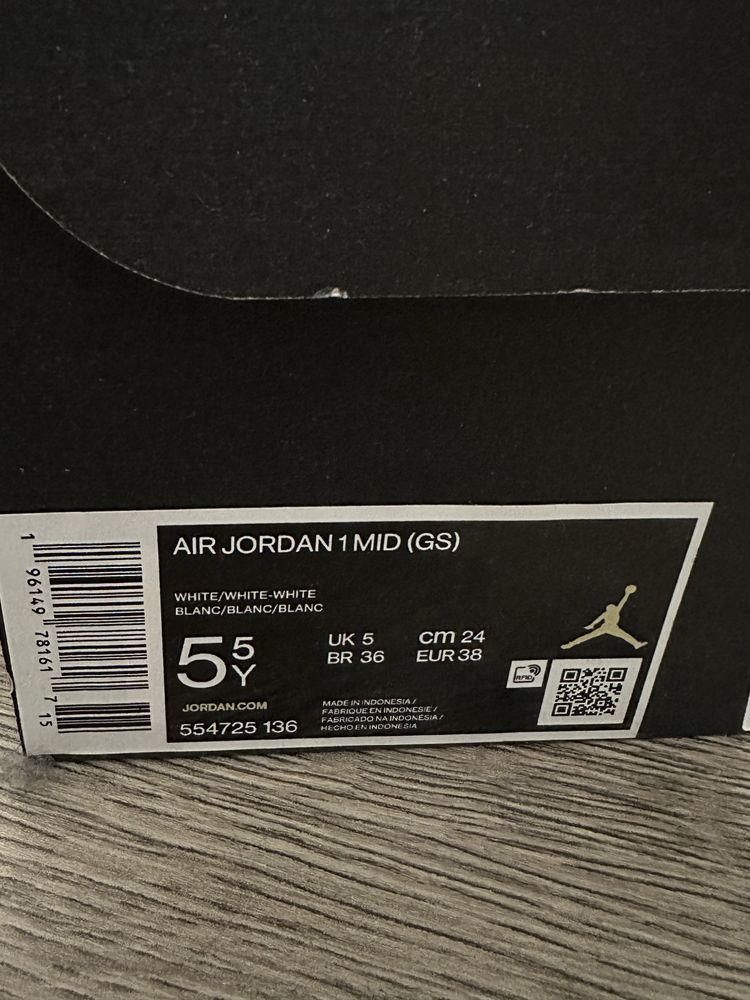 AIR JORDAN 1 MID (GS)
WHITE/WHITE-WHITE
BLANC/BLANC/BLANC
5 5Y
UK 5
BR 36
cm 24
EUR 38
JORDAN.COM
554725 136
MADE IN INDONESIA /
FABRIQUE EN INDONESIE /
FABRICADO NA INDONESIA /
HECHO EN INDONESIA
RFID
1 96149 78161 7 15